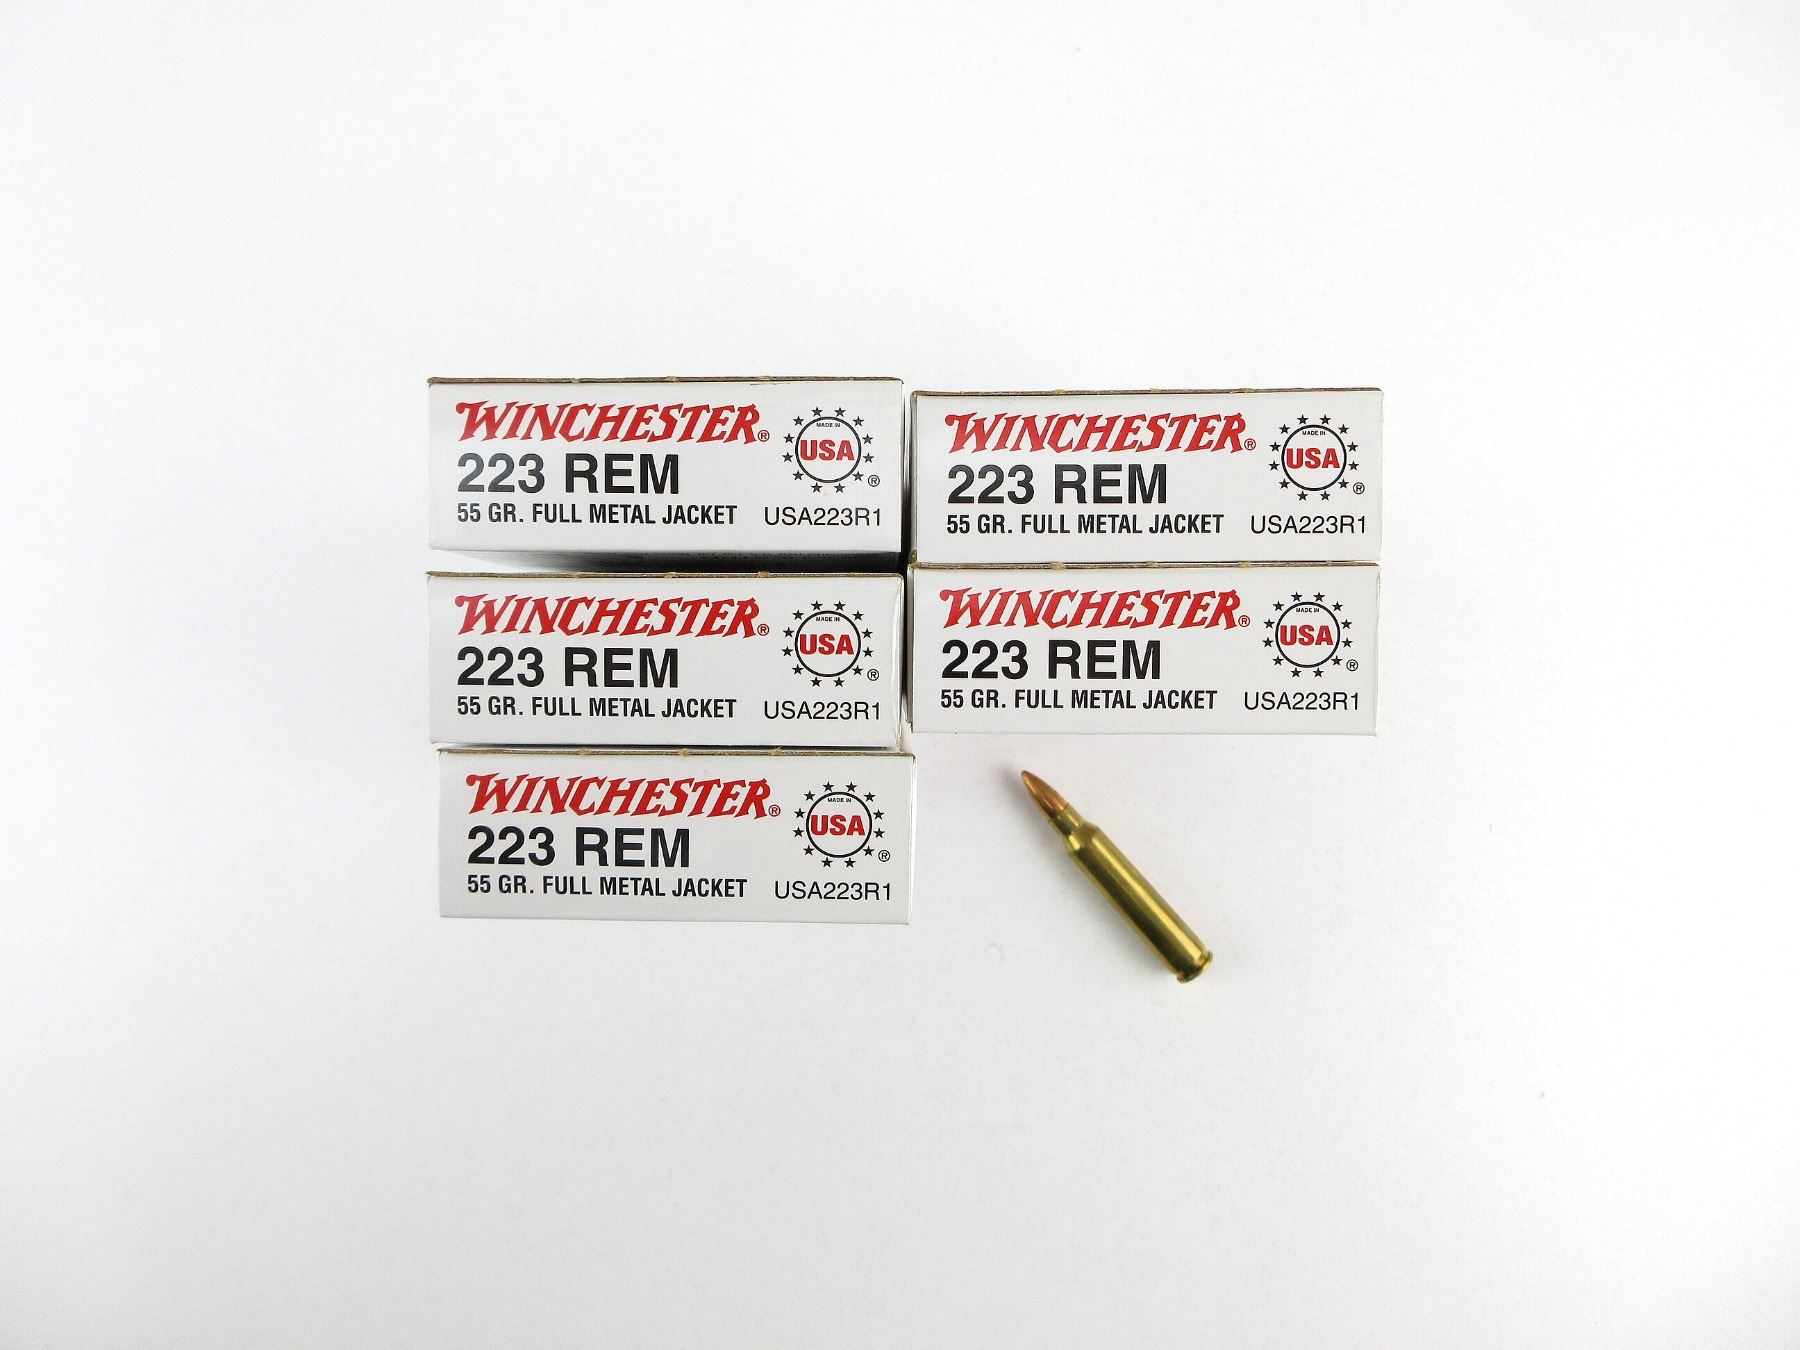 WINCHESTER®
223 REM
55 GR. FULL METAL JACKET
MADE IN
USA
®
USA223R1
WINCHESTER®
223 REM
55 GR. FULL METAL JACKET
MADE IN
USA
®
USA223R1
WINCHESTER®
223 REM
55 GR. FULL METAL JACKET
MADE IN
USA
®
USA223R1
WINCHESTER®
223 REM
55 GR. FULL METAL JACKET
MADE IN
USA
®
USA223R1
WINCHESTER®
223 REM
55 GR. FULL METAL JACKET
MADE IN
USA
®
USA223R1